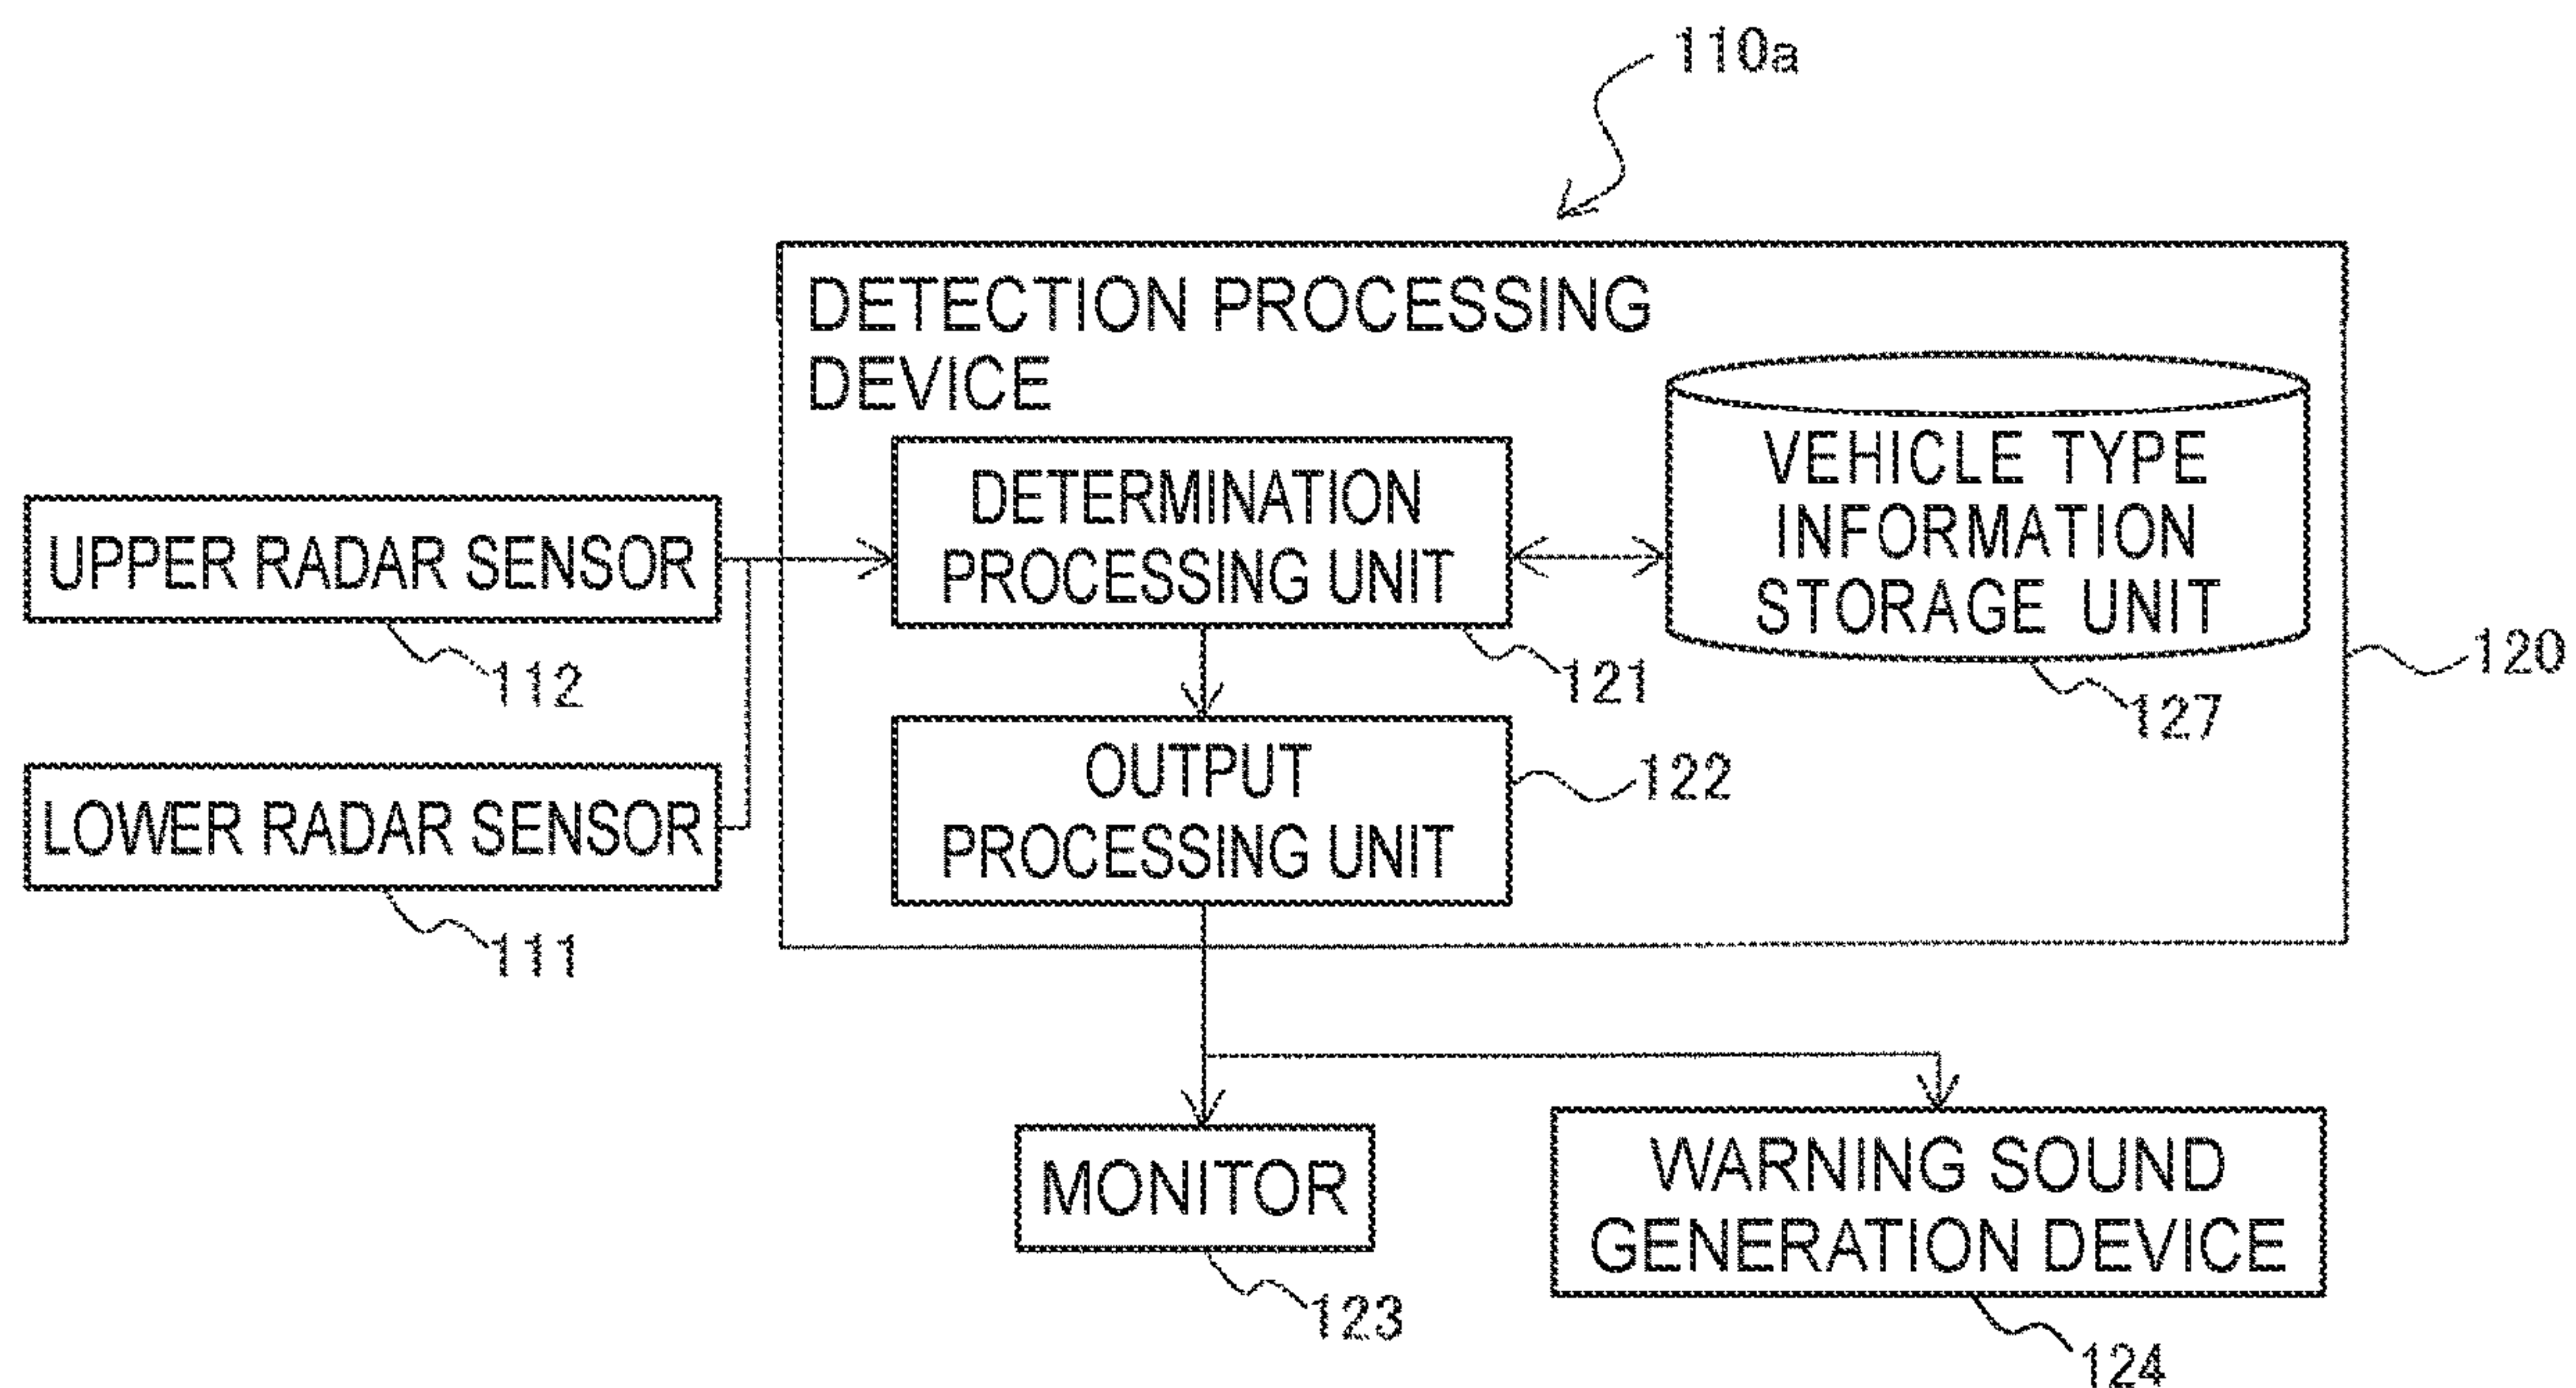 110a
DETECTION PROCESSING
DEVICE
DETERMINATION
PROCESSING UNIT
VEHICLE TYPE
INFORMATION
STORAGE UNIT
UPPER RADAR SENSOR
112
121
127
120
OUTPUT
PROCESSING UNIT
122
LOWER RADAR SENSOR
111
MONITOR
123
WARNING SOUND
GENERATION DEVICE
124